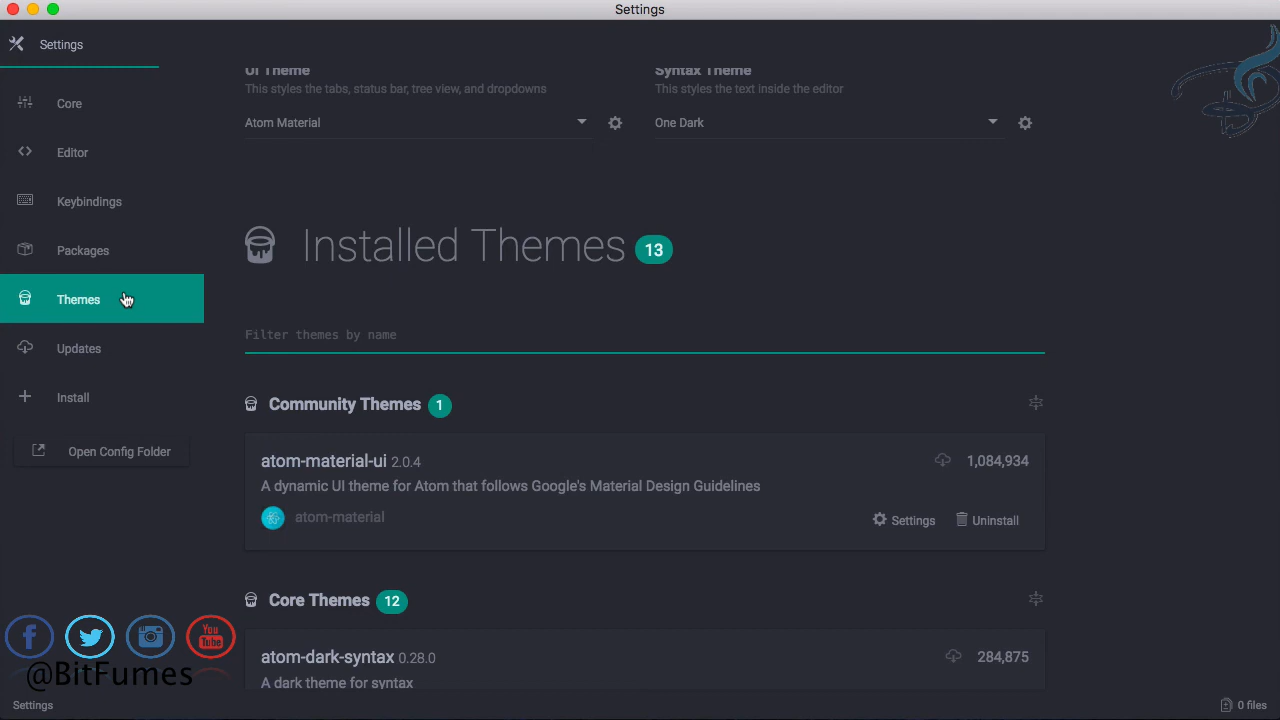 Settings
Settings
Core
Editor
Keybindings
Packages
Themes
Updates
Install
Open Config Folder
UI Theme
This styles the tabs, status bar, tree view, and dropdowns
Atom Material
Syntax Theme
This styles the text inside the editor
One Dark
Installed Themes 13
Filter themes by name
Community Themes 1
atom-material-ui 2.0.4
1,084,934
A dynamic UI theme for Atom that follows Google's Material Design Guidelines
atom-material
Settings
Uninstall
Core Themes 12
atom-dark-syntax 0.28.0
284,875
A dark theme for syntax
You
Tube
@BitFumes
Settings
0 files